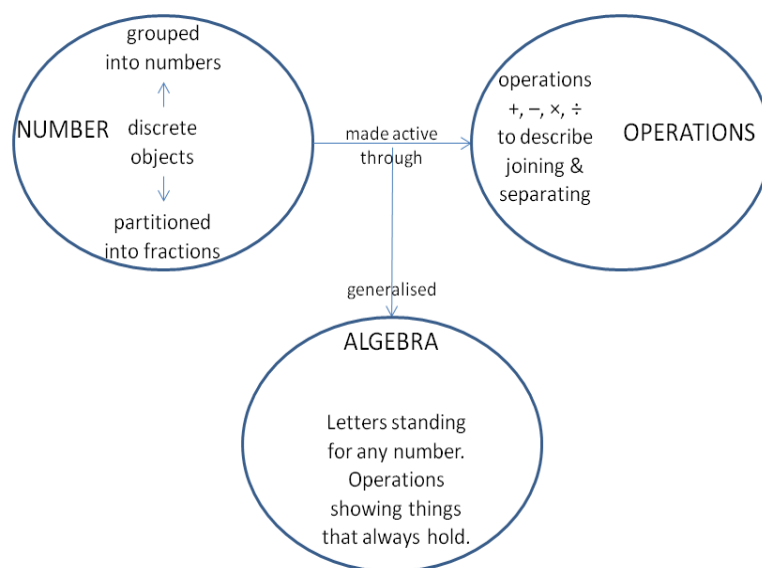 grouped
into numbers
NUMBER
discrete
objects
partitioned
into fractions
made active
through
operations
+, –, ×, ÷
to describe
joining &
separating
OPERATIONS
generalised
ALGEBRA
Letters standing
for any number.
Operations
showing things
that always hold.